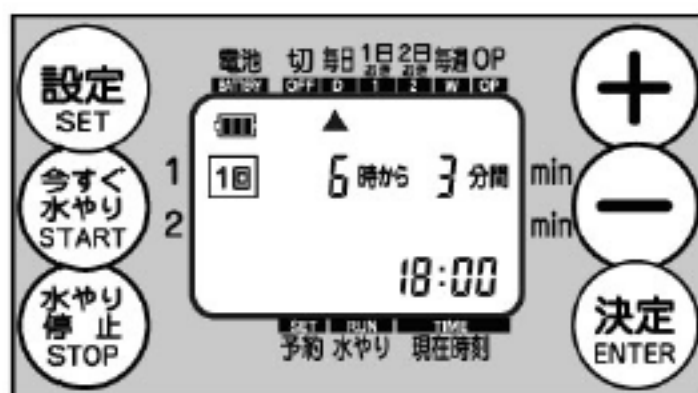 設定
SET
今すぐ
水やり
START
水やり
停止
STOP
電池 切 毎日 1日おき 2日おき 毎週 OP
BATTERY OFF D 1 2 W OP
1 1回 6時から 3分間 min
2 min
18:00
SET RUN TIME
予約 水やり 現在時刻
+
−
決定
ENTER